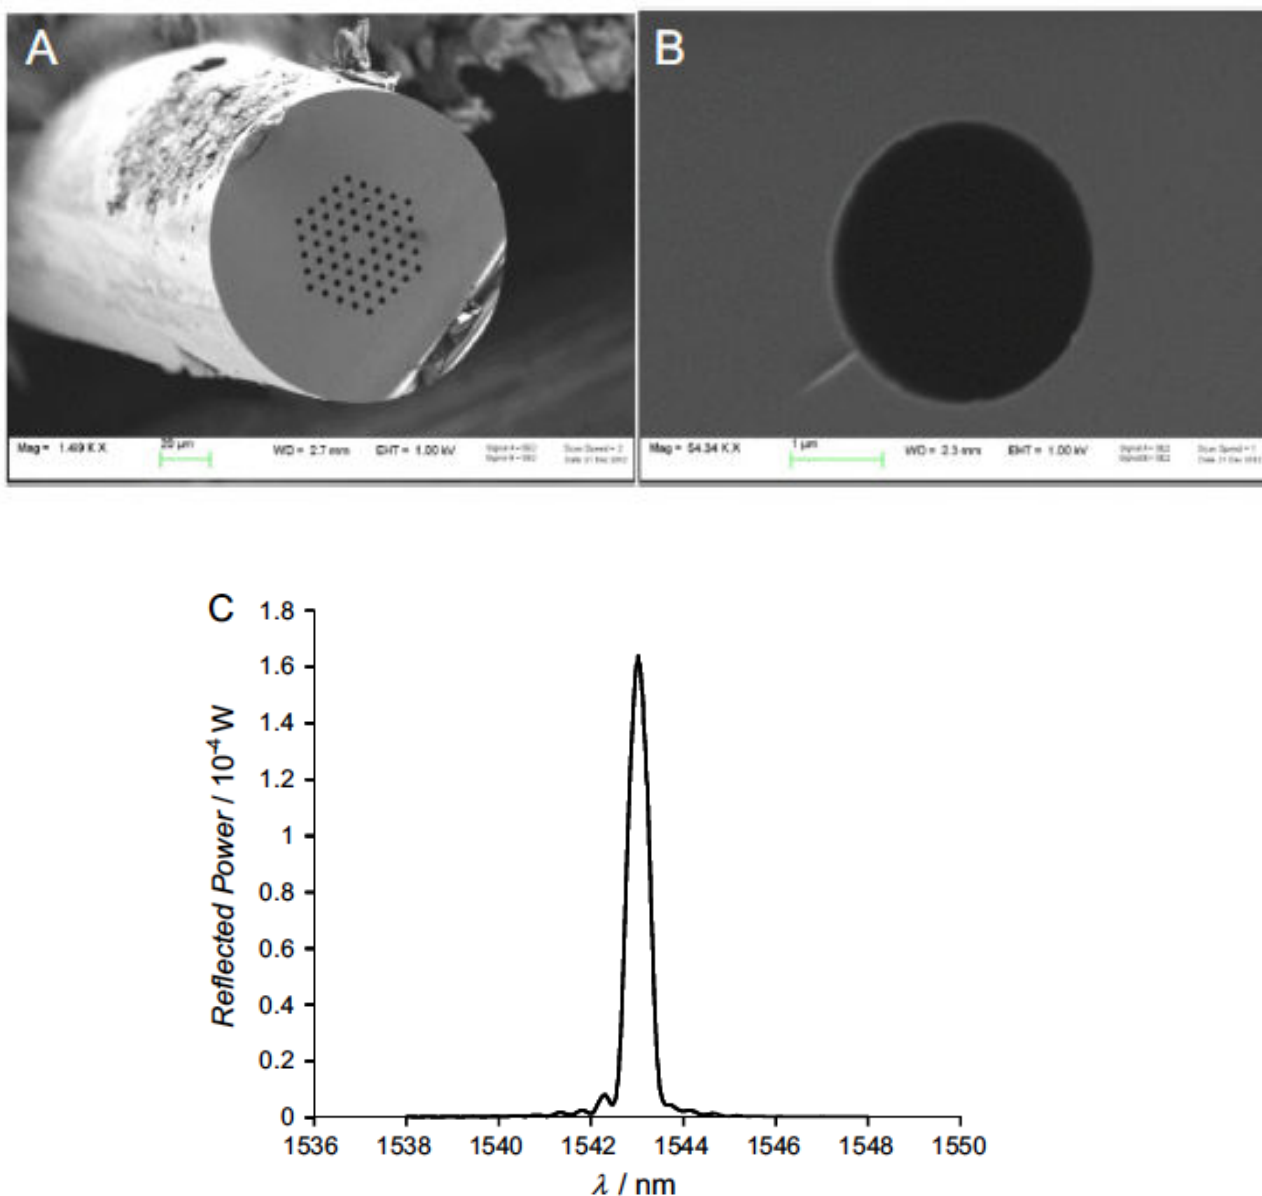 A
B
Mag = 1.49 K X
20 µm
WD = 2.7 mm
EHT = 1.00 kV
Mag = 54.34 K X
1 µm
WD = 2.3 mm
EHT = 1.00 kV
C
Reflected Power / 10⁻⁴ W
1.8
1.6
1.4
1.2
1
0.8
0.6
0.4
0.2
0
1536 1538 1540 1542 1544 1546 1548 1550
λ / nm